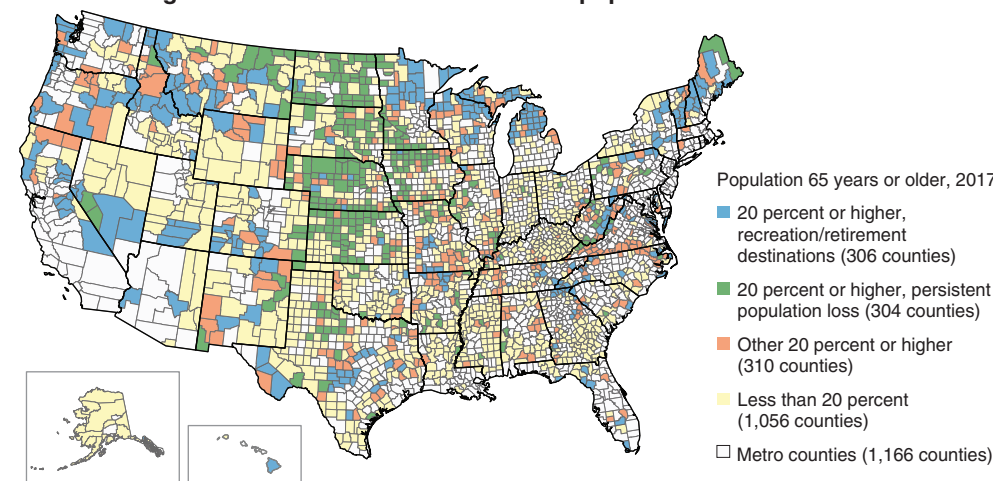 Population 65 years or older, 2017
20 percent or higher,
recreation/retirement
destinations (306 counties)
20 percent or higher, persistent
population loss (304 counties)
Other 20 percent or higher
(310 counties)
Less than 20 percent
(1,056 counties)
Metro counties (1,166 counties)